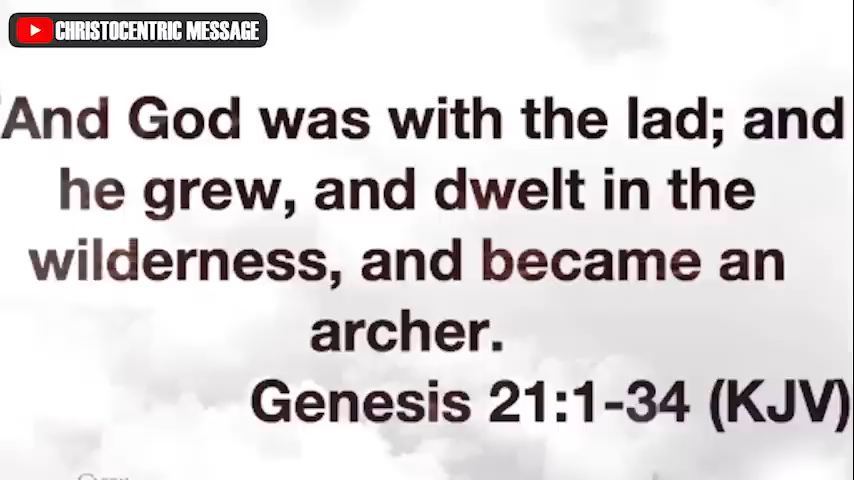 CHRISTOCENTRIC MESSAGE
And God was with the lad; and
he grew, and dwelt in the
wilderness, and became an
archer.
Genesis 21:1-34 (KJV)